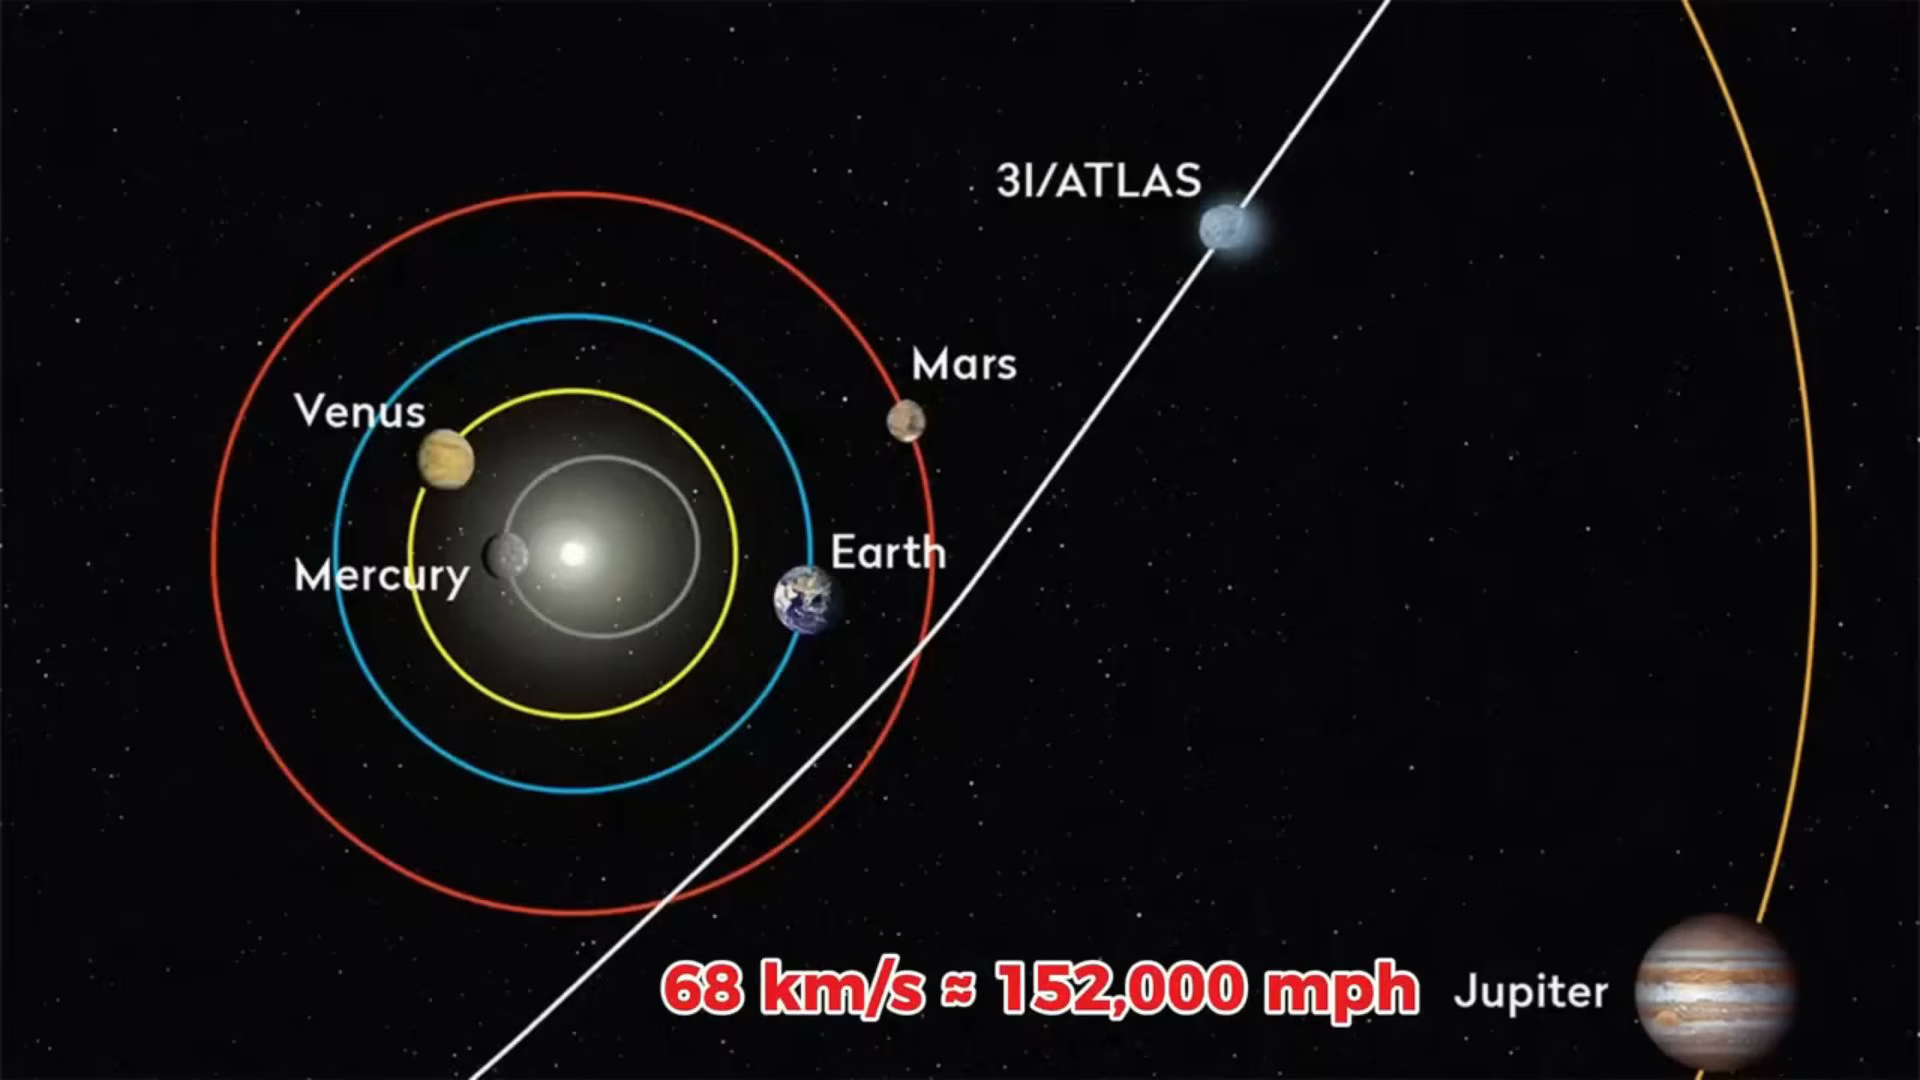 3I/ATLAS
Mars
Venus
Earth
Mercury
68 km/s ≈ 152,000 mph
Jupiter